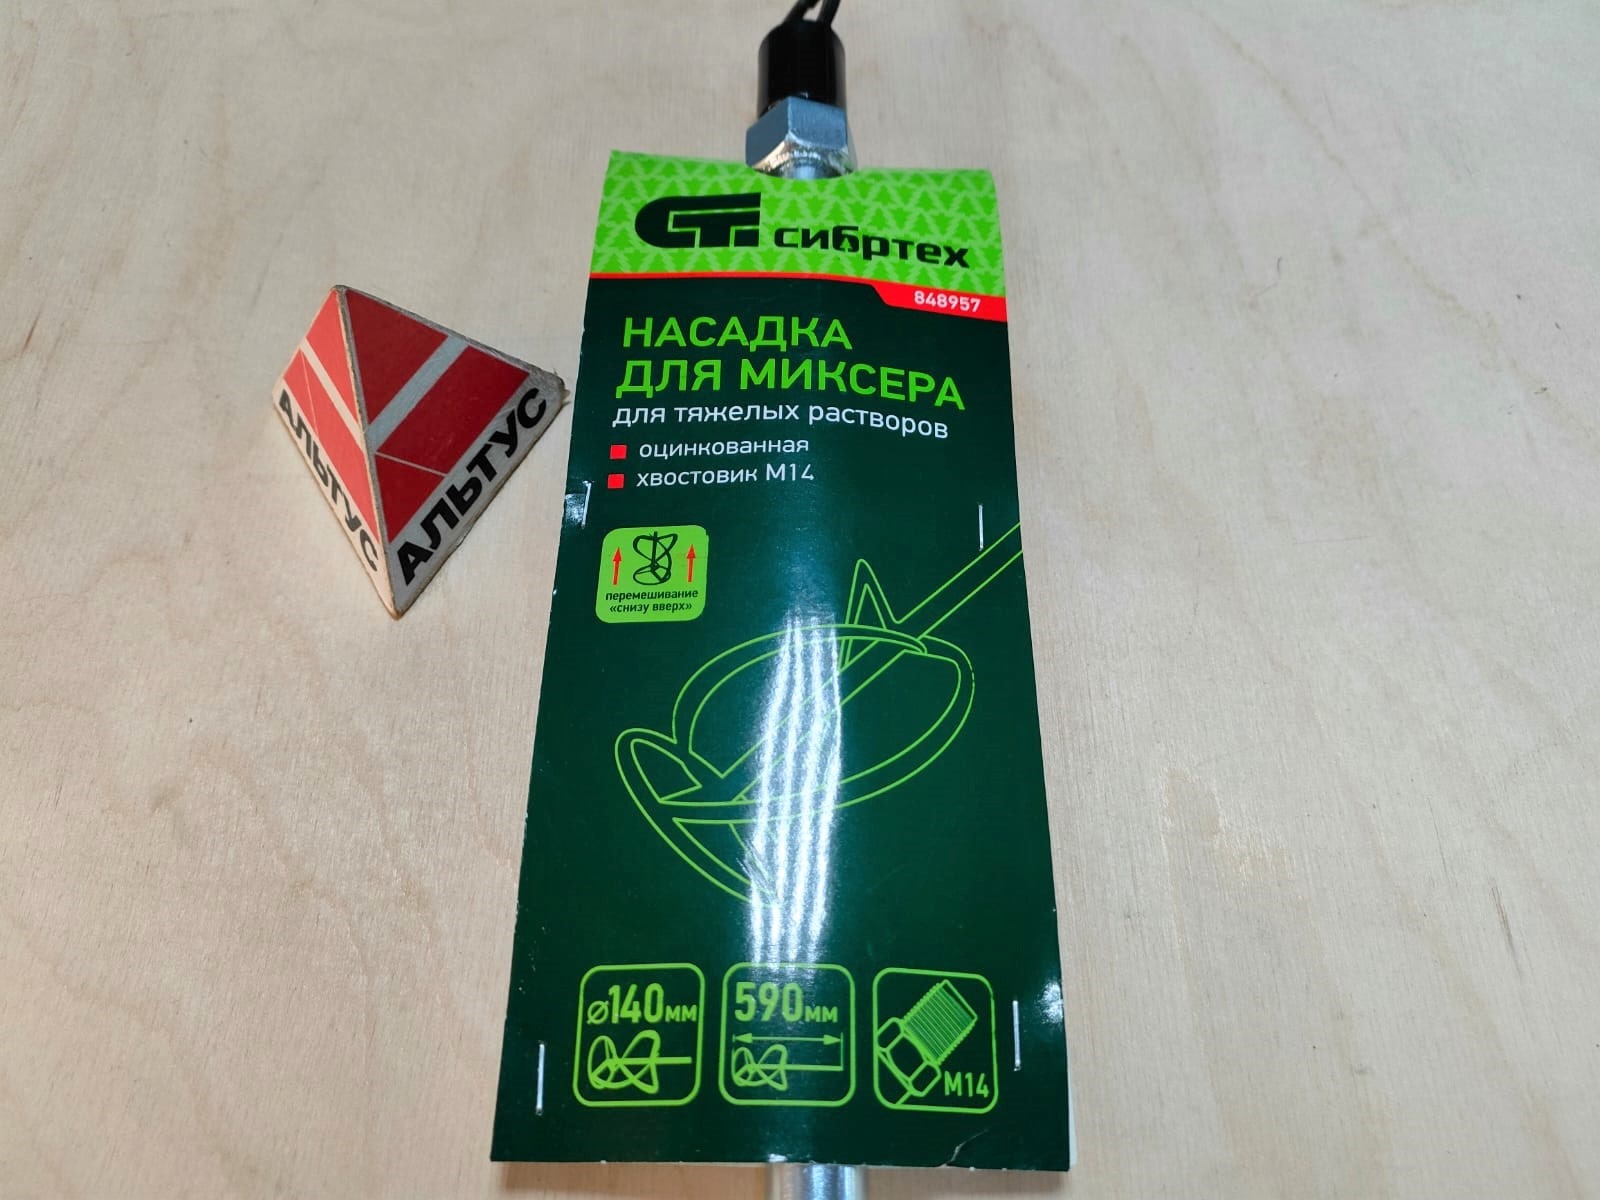 СТ сибртех
848957
НАСАДКА
ДЛЯ МИКСЕРА
для тяжелых растворов
оцинкованная
хвостовик М14
перемешивание
«снизу вверх»
⌀140мм
590мм
М14
АЛЬТУС
АЛЬТУС